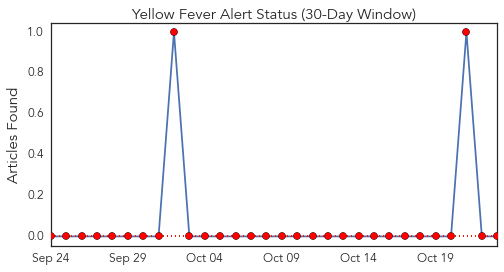 Yellow Fever Alert Status (30-Day Window)
Articles Found
1.0
0.8
0.6
0.4
0.2
0.0
Sep 24 Sep 29 Oct 04 Oct 09 Oct 14 Oct 19